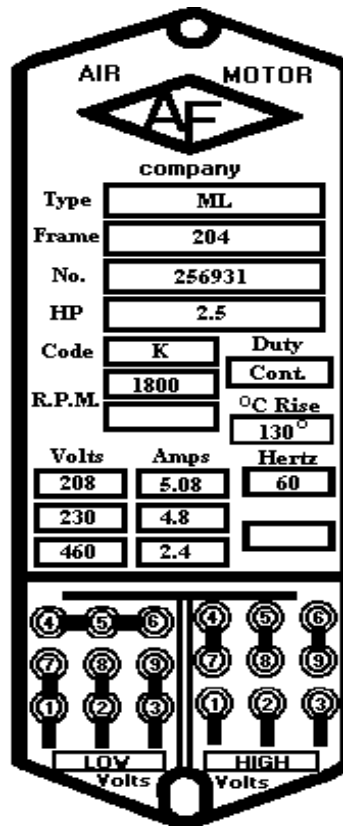 AIR MOTOR
AF
company
Type ML
Frame 204
No. 256931
HP 2.5
Code K Duty
1800 Cont.
R.P.M. °C Rise
130°
Volts Amps Hertz
208 5.08 60
230 4.8
460 2.4
4 5 6 4 5 6
7 8 9 7 8 9
1 2 3 1 2 3
LOW HIGH
Volts Volts